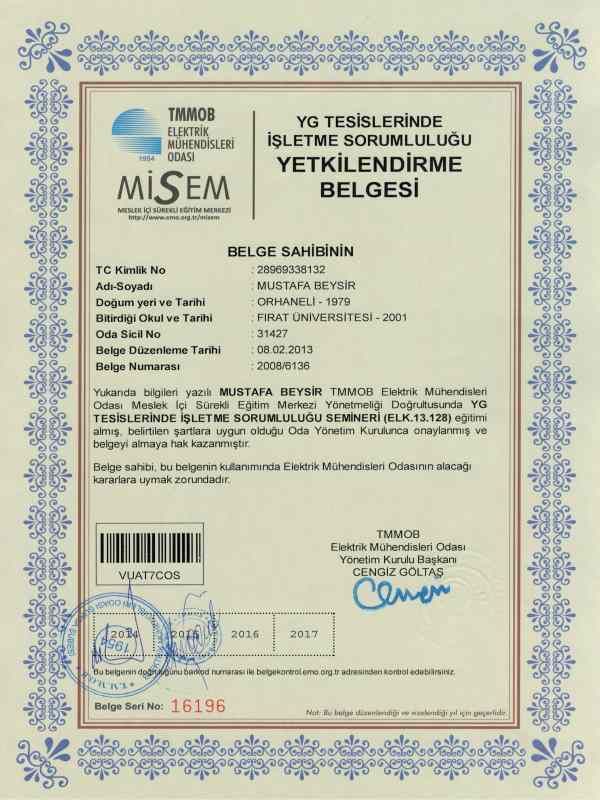 TMMOB
ELEKTRİK
MÜHENDİSLERİ
ODASI
1954
MİSEM
MESLEK İÇİ SÜREKLİ EĞİTİM MERKEZİ
http://www.emo.org.tr/misem
YG TESİSLERİNDE
İŞLETME SORUMLULUĞU
YETKİLENDİRME
BELGESİ
BELGE SAHİBİNİN
TC Kimlik No : 28969338132
Adı-Soyadı : MUSTAFA BEYSİR
Doğum yeri ve Tarihi : ORHANELİ - 1979
Bitirdiği Okul ve Tarihi : FIRAT ÜNİVERSİTESİ - 2001
Oda Sicil No : 31427
Belge Düzenleme Tarihi : 08.02.2013
Belge Numarası : 2008/6136
Yukarıda bilgileri yazılı MUSTAFA BEYSİR TMMOB Elektrik Mühendisleri
Odası Meslek İçi Sürekli Eğitim Merkezi Yönetmeliği Doğrultusunda YG
TESİSLERİNDE İŞLETME SORUMLULUĞU SEMİNERİ (ELK.13.128) eğitimi
almış, belirtilen şartlara uygun olduğu Oda Yönetim Kurulunca onaylanmış ve
belgeyi almaya hak kazanmıştır.
Belge sahibi, bu belgenin kullanımında Elektrik Mühendisleri Odasının alacağı
kararlara uymak zorundadır.
VUAT7COS
TMMOB
Elektrik Mühendisleri Odası
Yönetim Kurulu Başkanı
CENGİZ GÖLTAŞ
2014 2015 2016 2017
Bu belgenin doğruluğunu barkod numarası ile belgekontrol.emo.org.tr adresinden kontrol edebilirsiniz.
Belge Seri No: 16196
Not: Bu belge düzenlendiği ve vizelendiği yıl için geçerlidir.